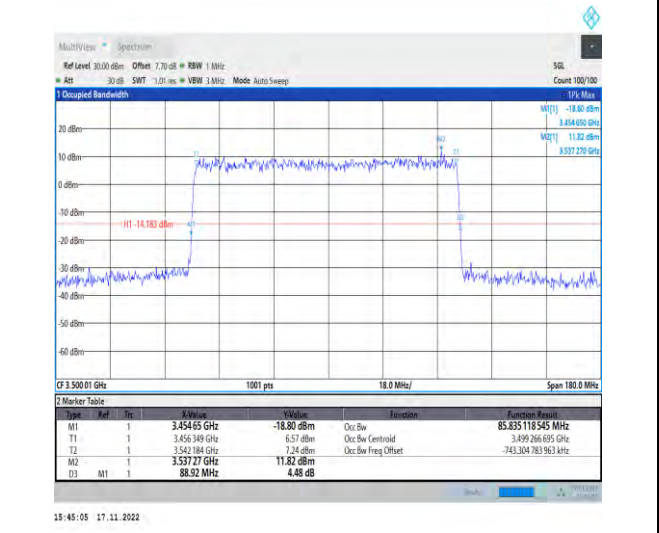 MultiView Spectrum
Ref Level 30.00 dBm Offset 7.70 dB RBW 1 MHz SGL
Att 30 dB SWT 1.01 ms VBW 3 MHz Mode Auto Sweep Count 100/100
1 Occupied Bandwidth 1Pk Max
M1[1] -18.80 dBm
3.454 650 GHz
M2[1] 11.82 dBm
3.537 270 GHz
20 dBm
M2
T1
10 dBm
0 dBm
-10 dBm
H1 -14.183 dBm
-20 dBm
-30 dBm
-40 dBm
-50 dBm
-60 dBm
CF 3.500 01 GHz 1001 pts 18.0 MHz/ Span 180.0 MHz
2 Marker Table
Type Ref Trc X-Value Y-Value Function Function Result
M1 1 3.454 65 GHz -18.80 dBm Occ Bw 85.835 118 545 MHz
T1 1 3.456 349 GHz 6.57 dBm Occ Bw Centroid 3.499 266 695 GHz
T2 1 3.542 184 GHz 7.24 dBm Occ Bw Freq Offset -743.304 783 963 kHz
M2 1 3.537 27 GHz 11.82 dBm
D3 M1 1 88.92 MHz 4.48 dB
15:45:05 17.11.2022